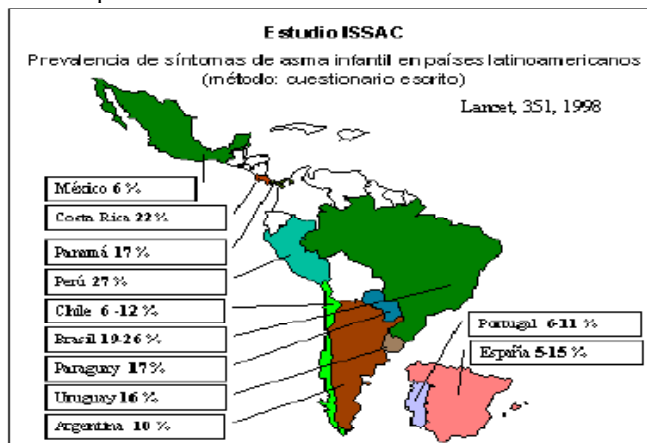 Estudio ISSAC
Prevalencia de síntomas de asma infantil en países latinoamericanos
(método: cuestionario escrito)
Lancet, 351, 1998
México 6 %
Costa Rica 22 %
Panamá 17 %
Perú 27 %
Chile 6 -12 %
Brasil 19-26 %
Paraguay 17 %
Uruguay 16 %
Argentina 10 %
Portugal 6-11 %
España 5-15 %